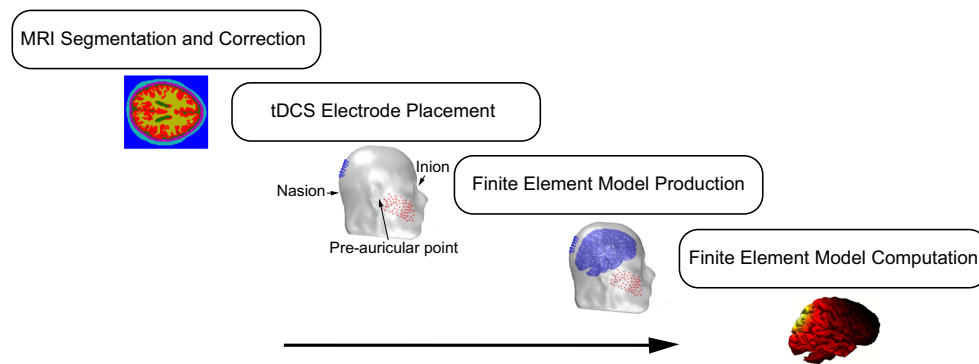 MRI Segmentation and Correction
tDCS Electrode Placement
Inion
Nasion
Finite Element Model Production
Pre-auricular point
Finite Element Model Computation